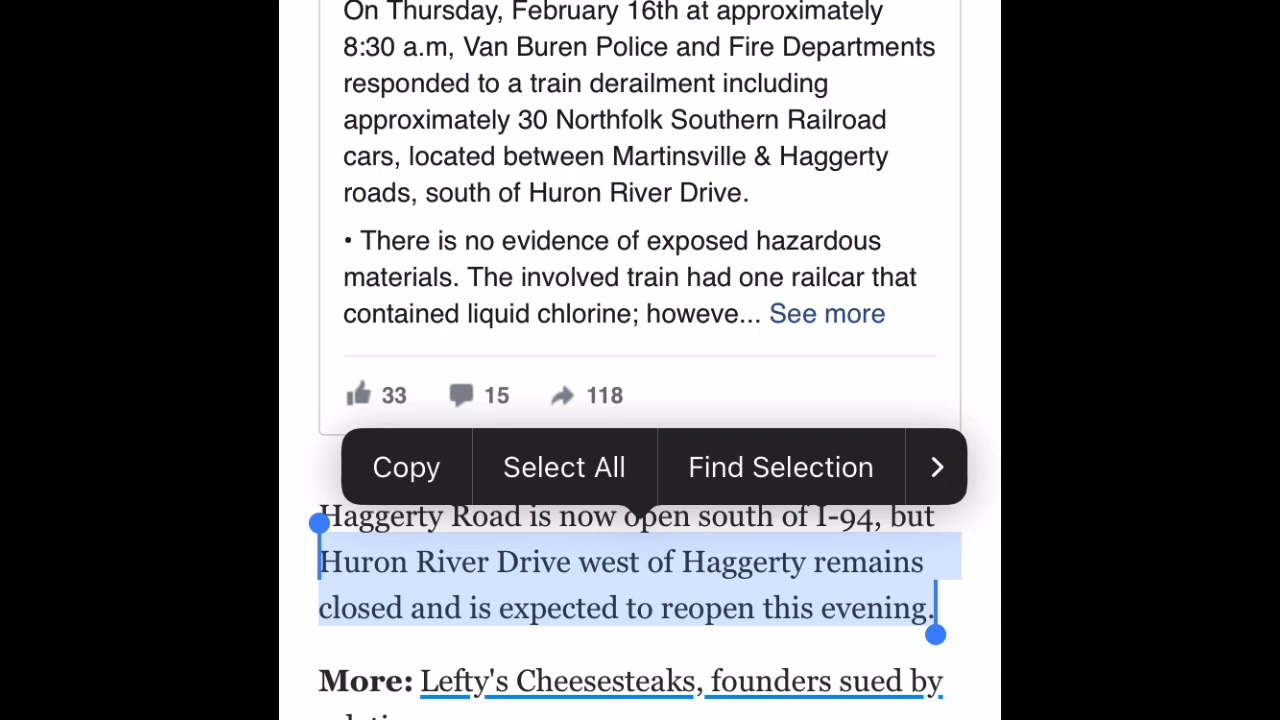 On Thursday, February 16th at approximately
8:30 a.m, Van Buren Police and Fire Departments
responded to a train derailment including
approximately 30 Northfolk Southern Railroad
cars, located between Martinsville & Haggerty
roads, south of Huron River Drive.
• There is no evidence of exposed hazardous
materials. The involved train had one railcar that
contained liquid chlorine; howeve... See more
33 15 118
Copy Select All Find Selection
Haggerty Road is now open south of I-94, but
Huron River Drive west of Haggerty remains
closed and is expected to reopen this evening.
More: Lefty's Cheesesteaks, founders sued by